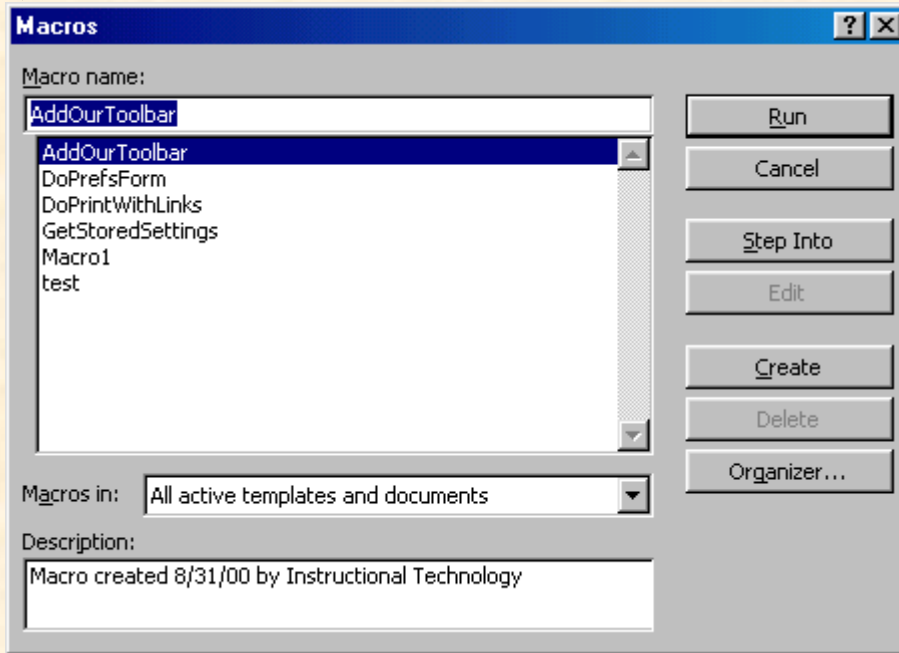 Macros
Macro name:
AddOurToolbar
AddOurToolbar
DoPrefsForm
DoPrintWithLinks
GetStoredSettings
Macro1
test
Macros in: All active templates and documents
Description:
Macro created 8/31/00 by Instructional Technology
?
Run
Cancel
Step Into
Edit
Create
Delete
Organizer...